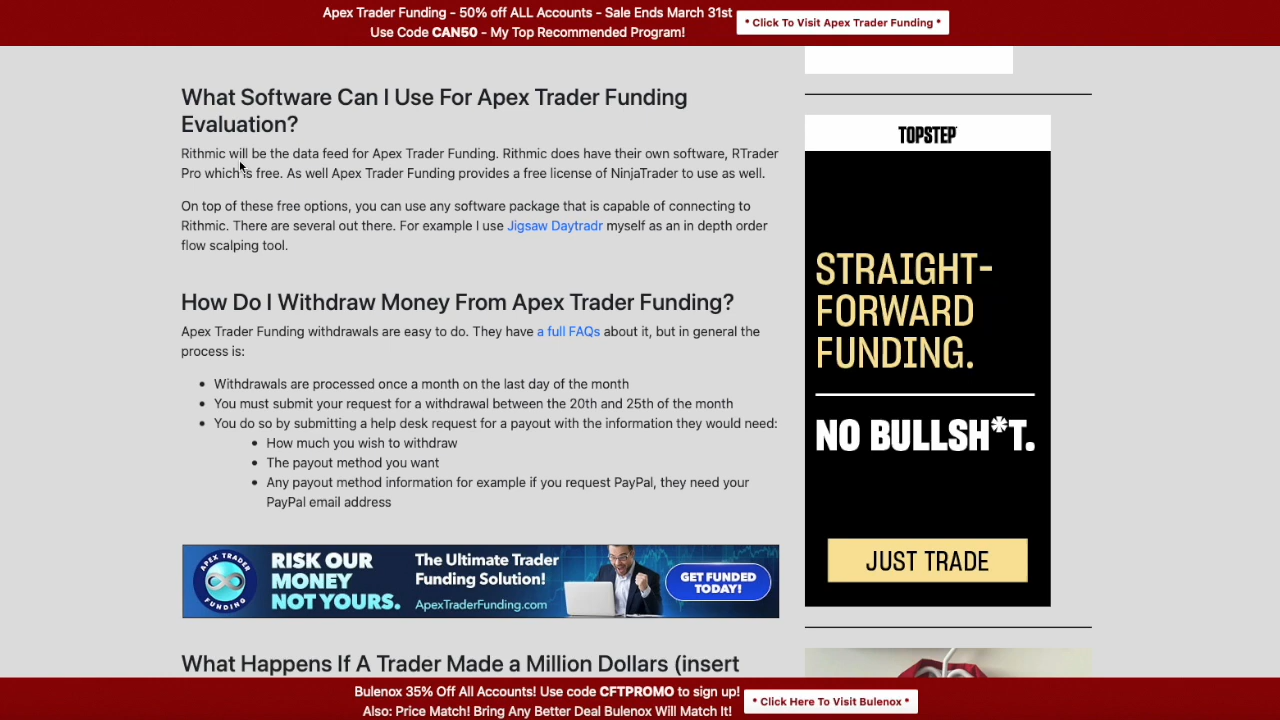 Apex Trader Funding - 50% off ALL Accounts - Sale Ends March 31st
Use Code CAN50 - My Top Recommended Program!
* Click To Visit Apex Trader Funding *
What Software Can I Use For Apex Trader Funding
Evaluation?
Rithmic will be the data feed for Apex Trader Funding. Rithmic does have their own software, RTrader
Pro which is free. As well Apex Trader Funding provides a free license of NinjaTrader to use as well.
On top of these free options, you can use any software package that is capable of connecting to
Rithmic. There are several out there. For example I use Jigsaw Daytradr myself as an in depth order
flow scalping tool.
How Do I Withdraw Money From Apex Trader Funding?
Apex Trader Funding withdrawals are easy to do. They have a full FAQs about it, but in general the
process is:
• Withdrawals are processed once a month on the last day of the month
• You must submit your request for a withdrawal between the 20th and 25th of the month
• You do so by submitting a help desk request for a payout with the information they would need:
• How much you wish to withdraw
• The payout method you want
• Any payout method information for example if you request PayPal, they need your
PayPal email address
APEX TRADER
FUNDING
RISK OUR
MONEY
NOT YOURS.
The Ultimate Trader
Funding Solution!
ApexTraderFunding.com
GET FUNDED
TODAY!
What Happens If A Trader Made a Million Dollars (insert
TOPSTEP
STRAIGHT-
FORWARD
FUNDING.
NO BULLSH*T.
JUST TRADE
Bulenox 35% Off All Accounts! Use code CFTPROMO to sign up!
Also: Price Match! Bring Any Better Deal Bulenox Will Match It!
* Click Here To Visit Bulenox *